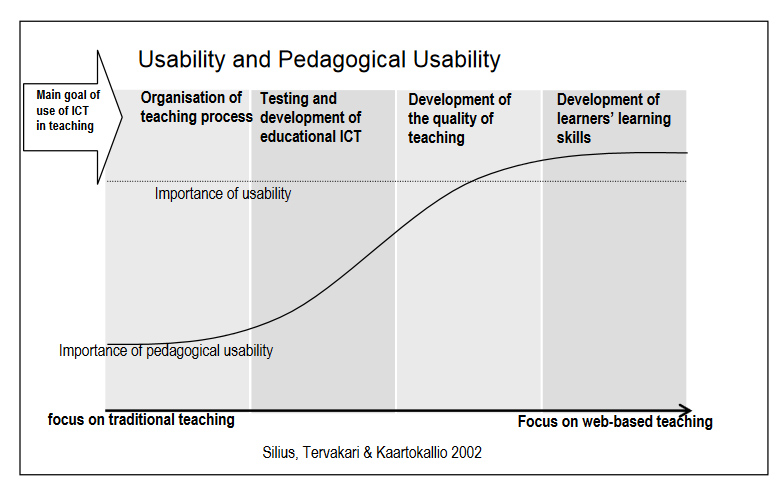 Usability and Pedagogical Usability
Main goal of
use of ICT
in teaching
Organisation of
teaching process
Testing and
development of
educational ICT
Development of
the quality of
teaching
Development of
learners' learning
skills
Importance of usability
Importance of pedagogical usability
focus on traditional teaching
Focus on web-based teaching
Silius, Tervakari & Kaartokallio 2002